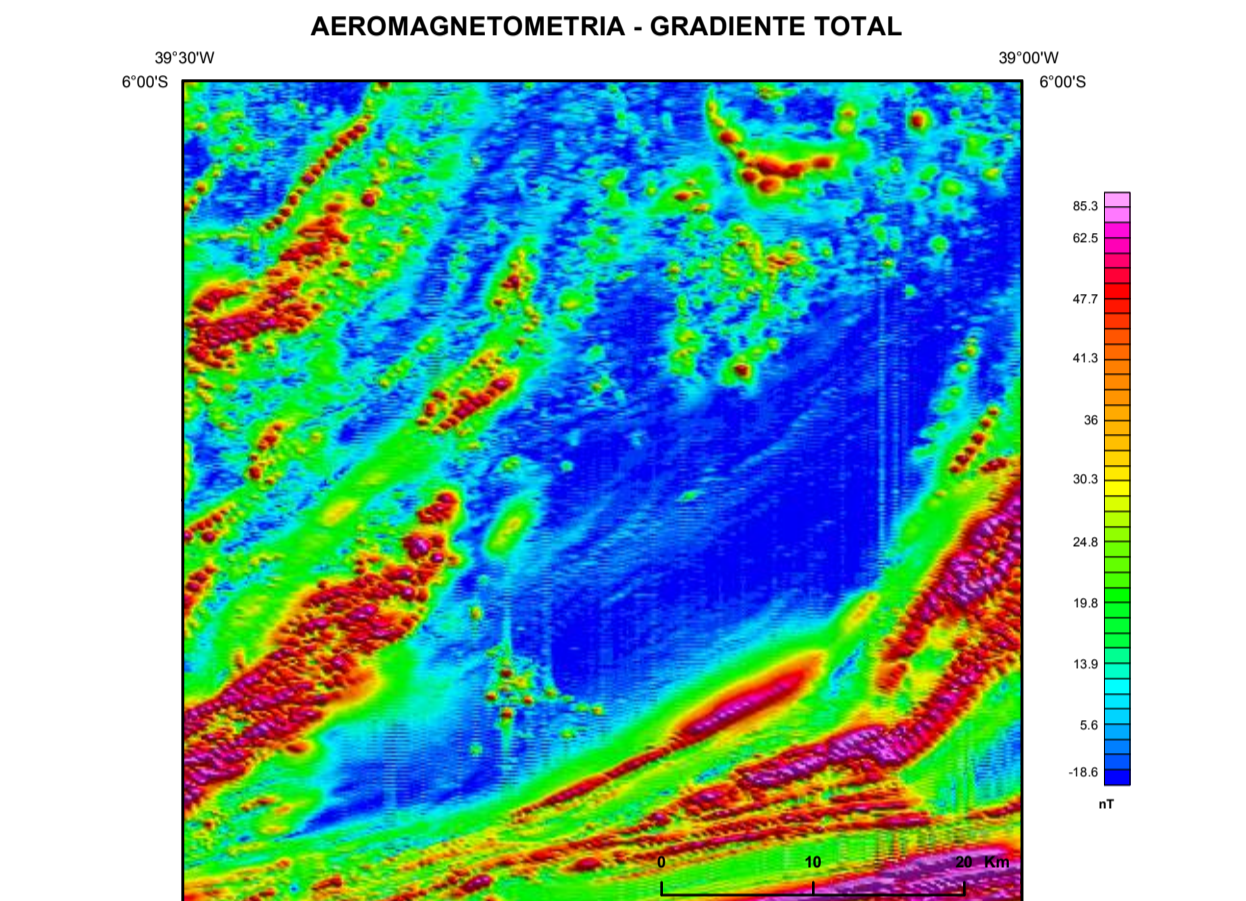 AEROMAGNETOMETRIA - GRADIENTE TOTAL
39°30'W
39°00'W
6°00'S
6°00'S
85.3
62.5
47.7
41.3
36
30.3
24.8
19.8
13.9
5.6
-18.6
nT
0 10 20 Km